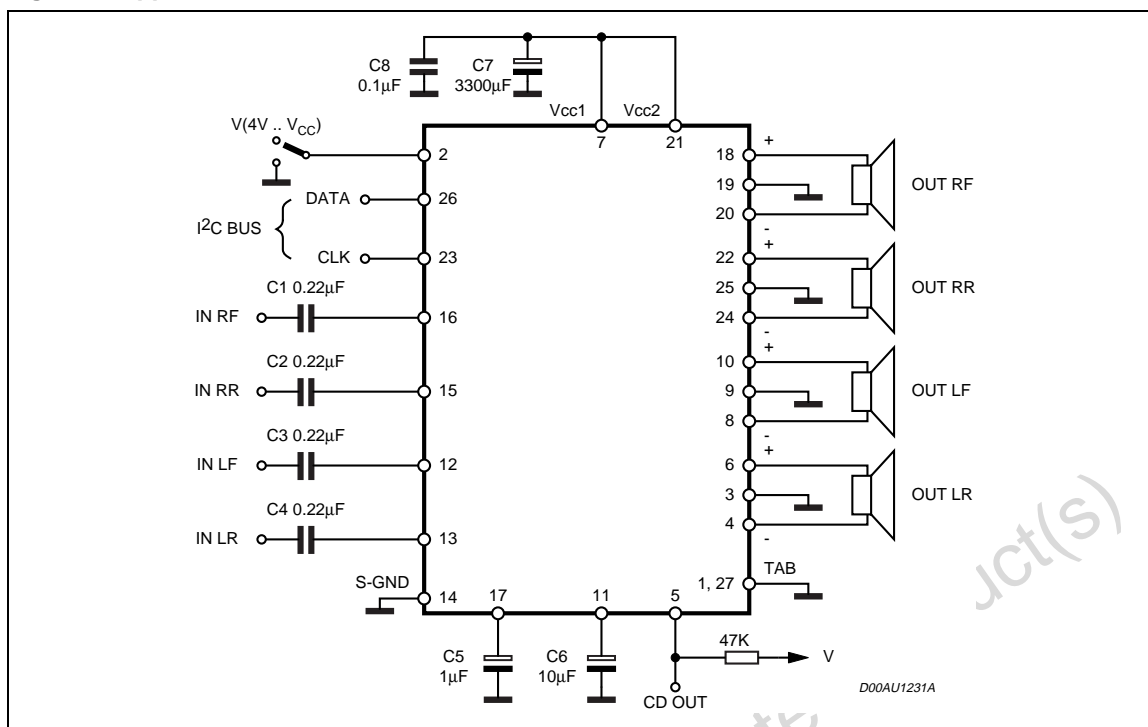 C8
0.1µF
C7
3300µF
Vcc1
Vcc2
7
21
V(4V .. VCC)
2
DATA
26
I2C BUS
CLK
23
C1 0.22µF
IN RF
16
C2 0.22µF
IN RR
15
C3 0.22µF
IN LF
12
C4 0.22µF
IN LR
13
S-GND
14
17
11
5
C5
1µF
C6
10µF
CD OUT
47K
V
18
+
19
20
-
OUT RF
+
22
25
24
-
OUT RR
+
10
9
8
-
OUT LF
+
6
3
4
-
OUT LR
1, 27
TAB
D00AU1231A
uct(s)